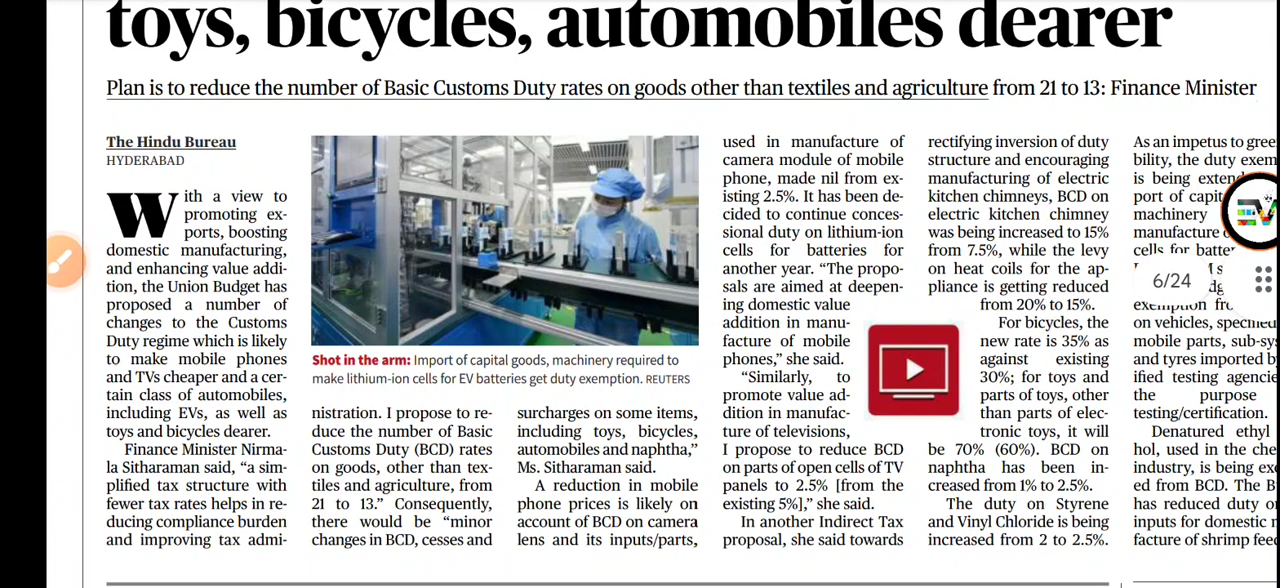 toys, bicycles, automobiles dearer
Plan is to reduce the number of Basic Customs Duty rates on goods other than textiles and agriculture from 21 to 13: Finance Minister
The Hindu Bureau
HYDERABAD
With a view to
promoting ex-
ports, boosting
domestic manufacturing,
and enhancing value addi-
tion, the Union Budget has
proposed a number of
changes to the Customs
Duty regime which is likely
to make mobile phones
and TVs cheaper and a cer-
tain class of automobiles,
including EVs, as well as
toys and bicycles dearer.
Finance Minister Nirma-
la Sitharaman said, “a sim-
plified tax structure with
fewer tax rates helps in re-
ducing compliance burden
and improving tax admi-
Shot in the arm: Import of capital goods, machinery required to
make lithium-ion cells for EV batteries get duty exemption. REUTERS
nistration. I propose to re-
duce the number of Basic
Customs Duty (BCD) rates
on goods, other than tex-
tiles and agriculture, from
21 to 13.” Consequently,
there would be “minor
changes in BCD, cesses and
surcharges on some items,
including toys, bicycles,
automobiles and naphtha,”
Ms. Sitharaman said.
A reduction in mobile
phone prices is likely on
account of BCD on camera
lens and its inputs/parts,
used in manufacture of
camera module of mobile
phone, made nil from ex-
isting 2.5%. It has been de-
cided to continue conces-
sional duty on lithium-ion
cells for batteries for
another year. “The propo-
sals are aimed at deepen-
ing domestic value
addition in manu-
facture of mobile
phones,” she said.
“Similarly, to
promote value ad-
dition in manufac-
ture of televisions,
I propose to reduce BCD
on parts of open cells of TV
panels to 2.5% [from the
existing 5%],” she said.
In another Indirect Tax
proposal, she said towards
rectifying inversion of duty
structure and encouraging
manufacturing of electric
kitchen chimneys, BCD on
electric kitchen chimney
was being increased to 15%
from 7.5%, while the levy
on heat coils for the ap-
pliance is getting reduced
from 20% to 15%.
For bicycles, the
new rate is 35% as
against existing
30%; for toys and
parts of toys, other
than parts of elec-
tronic toys, it will
be 70% (60%). BCD on
naphtha has been in-
creased from 1% to 2.5%.
The duty on Styrene
and Vinyl Chloride is being
increased from 2 to 2.5%.
As an impetus to gree
bility, the duty exem
is being exten
port of capit
machinery
manufacture
cells for batte
6/24
on vehicles, specified
mobile parts, sub-sy
and tyres imported b
ified testing agencie
the purpose
testing/certification.
Denatured ethyl
hol, used in the che
industry, is being ex
ed from BCD. The B
has reduced duty o
inputs for domestic m
facture of shrimp fee